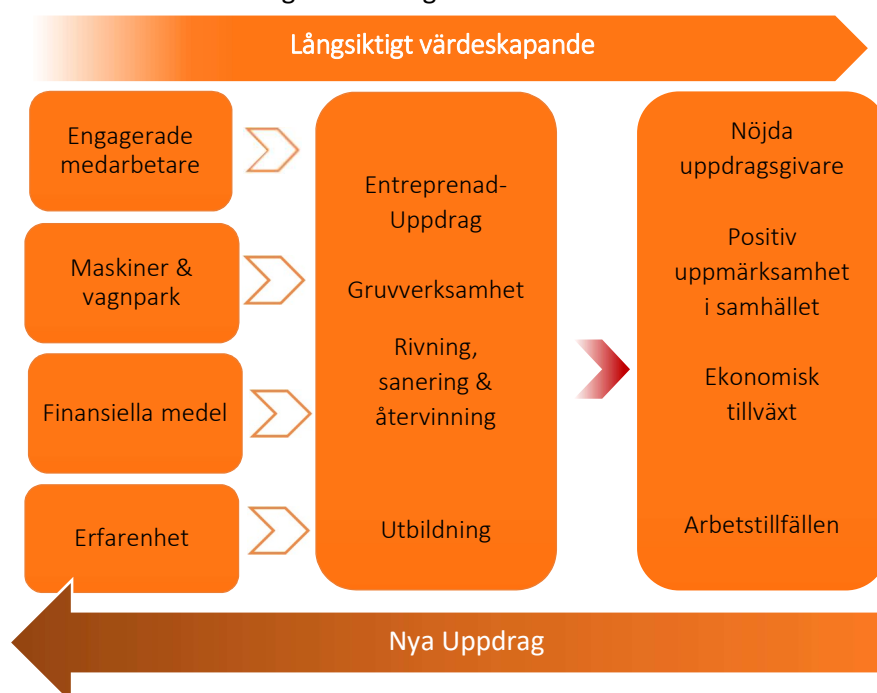 Långsiktigt värdeskapande
Engagerade
medarbetare
Maskiner &
vagnpark
Finansiella medel
Erfarenhet
Entreprenad-
Uppdrag
Gruvverksamhet
Rivning,
sanering &
återvinning
Utbildning
Nöjda
uppdragsgivare
Positiv
uppmärksamhet
i samhället
Ekonomisk
tillväxt
Arbetstillfällen
Nya Uppdrag